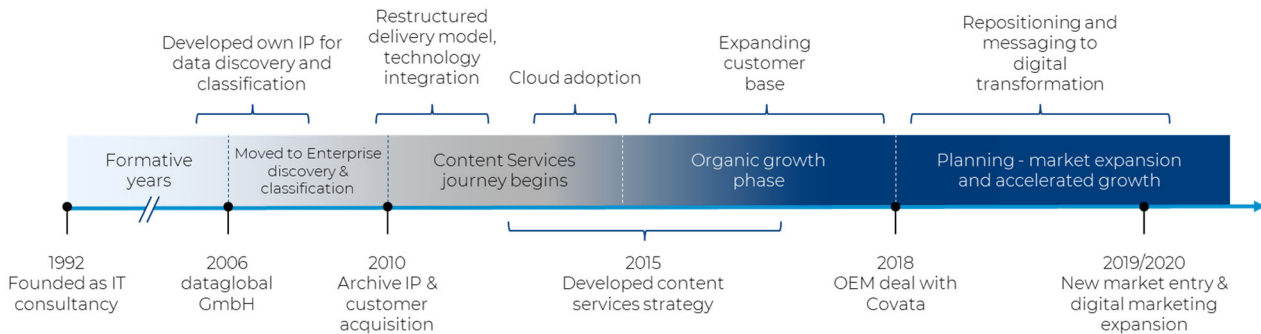 Developed own IP for
data discovery and
classification
Restructured
delivery model,
technology
integration
Cloud adoption
Expanding
customer
base
Repositioning and
messaging to
digital
transformation
Formative
years
Moved to Enterprise
discovery &
classification
Content Services
journey begins
Organic growth
phase
Planning - market expansion
and accelerated growth
1992
Founded as IT
consultancy
2006
dataglobal
GmbH
2010
Archive IP &
customer
acquisition
2015
Developed content
services strategy
2018
OEM deal with
Covata
2019/2020
New market entry &
digital marketing
expansion